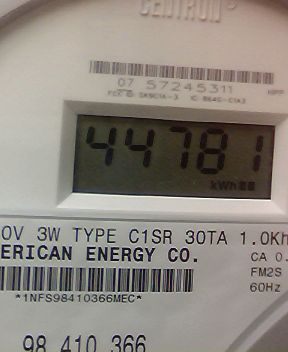 CENTRON
07 57245311
44781
kWh
0V 3W TYPE C1SR 30TA 1.0Kh
ERICAN ENERGY CO.
CA 0.
FM2S
60Hz
*1NFS98410366MEC*
98 410 366